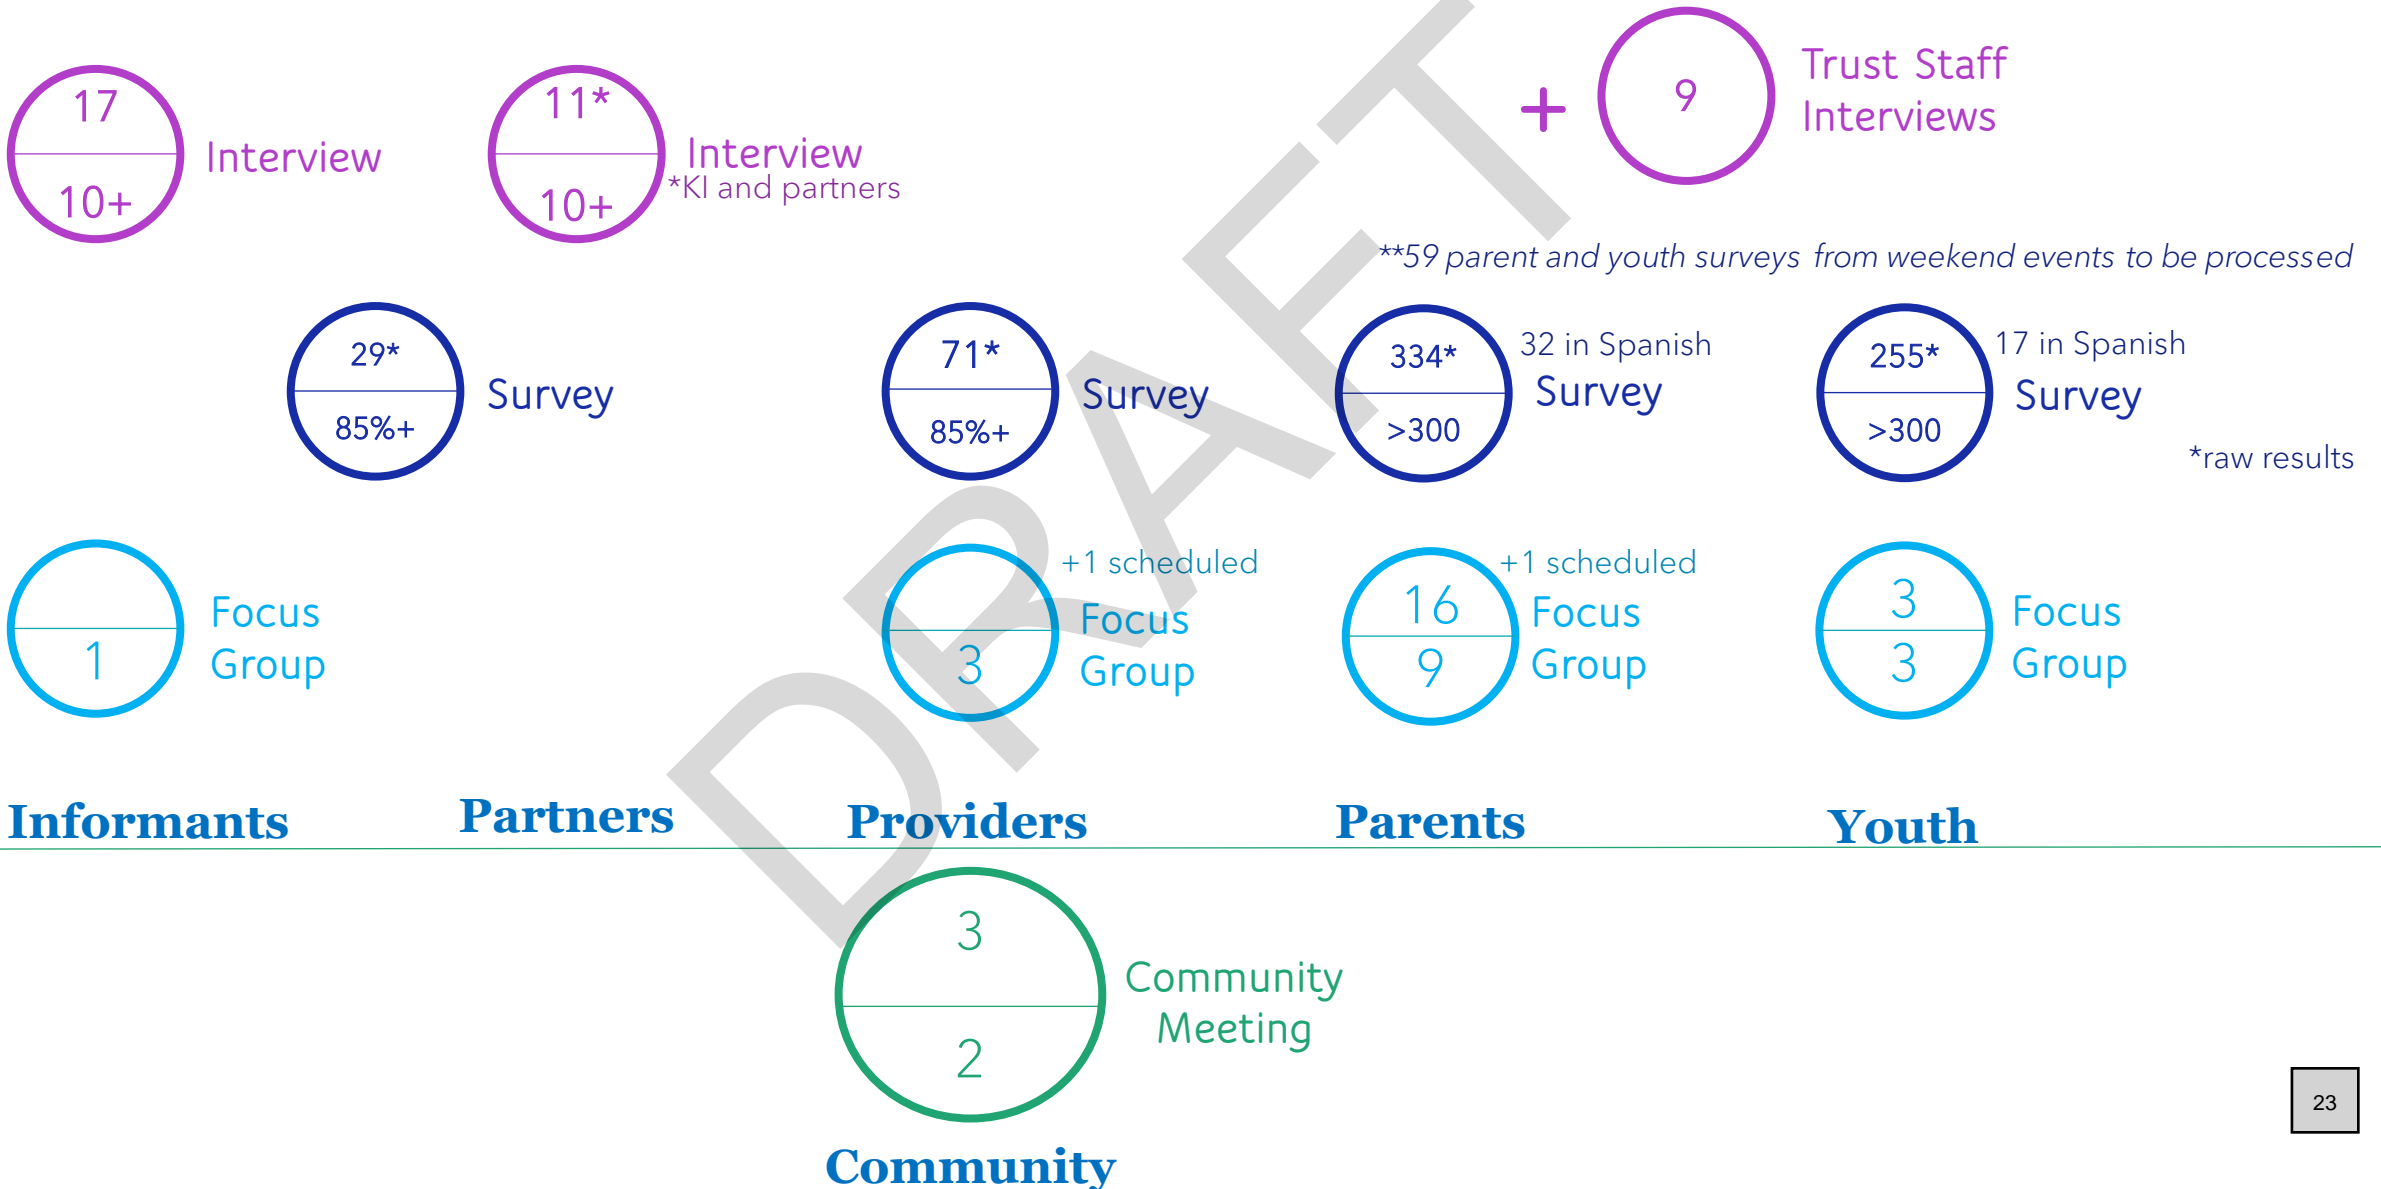 17
10+
Interview
11*
10+
Interview
*KI and partners
+
9
Trust Staff
Interviews
**59 parent and youth surveys from weekend events to be processed
29*
85%+
Survey
71*
85%+
Survey
334*
>300
32 in Spanish
Survey
255*
>300
17 in Spanish
Survey
*raw results
1
Focus
Group
3
+1 scheduled
Focus
Group
16
9
+1 scheduled
Focus
Group
3
3
Focus
Group
Informants
Partners
Providers
Parents
Youth
3
2
Community
Meeting
Community
DRAFT
23